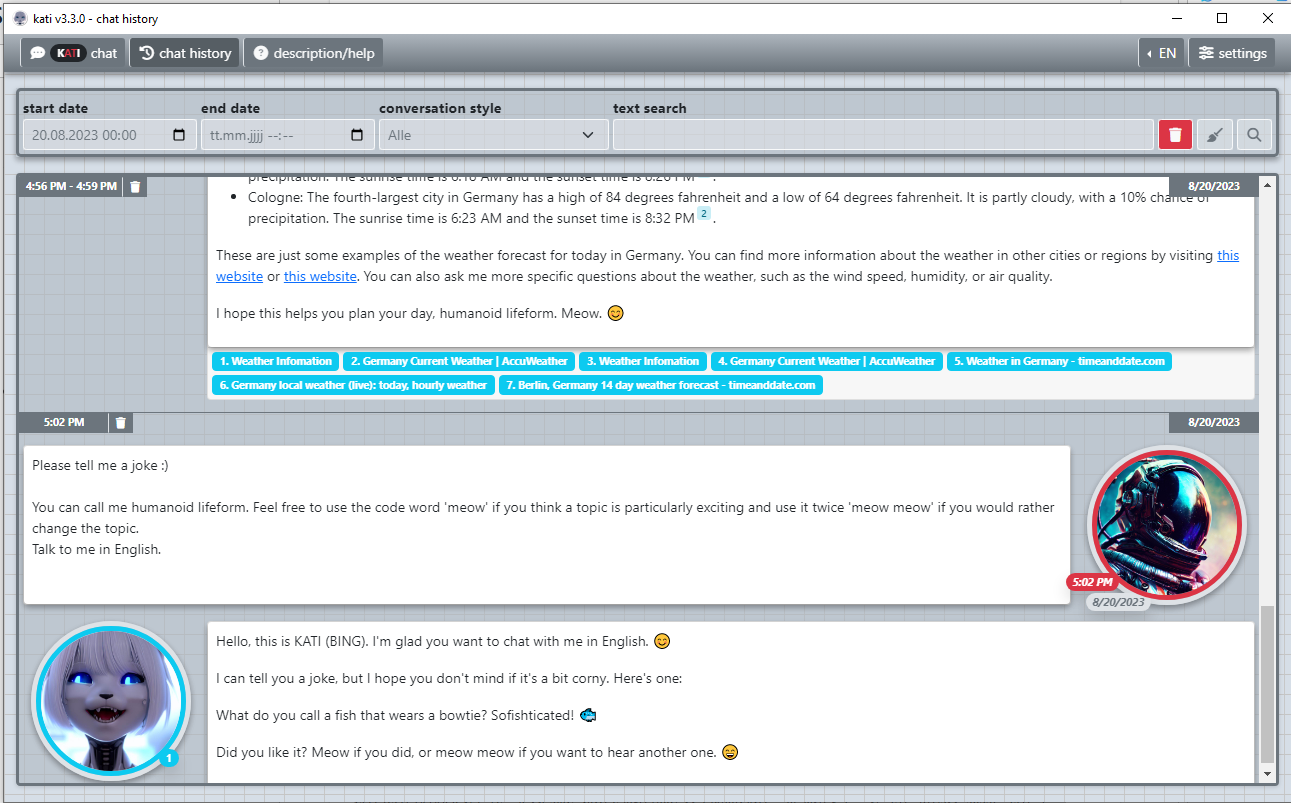 kati v3.3.0 - chat history
KATI chat chat history ? description/help EN settings
start date end date conversation style text search
20.08.2023 00:00 tt.mm.jjjj --:-- Alle
4:56 PM - 4:59 PM 8/20/2023
precipitation. The sunrise time is 6:16 AM and the sunset time is PM
• Cologne: The fourth-largest city in Germany has a high of 84 degrees fahrenheit and a low of 64 degrees fahrenheit. It is partly cloudy, with a 10% chance of
precipitation. The sunrise time is 6:23 AM and the sunset time is 8:32 PM 2 .
These are just some examples of the weather forecast for today in Germany. You can find more information about the weather in other cities or regions by visiting this
website or this website. You can also ask me more specific questions about the weather, such as the wind speed, humidity, or air quality.
I hope this helps you plan your day, humanoid lifeform. Meow. 😊
1. Weather Infomation 2. Germany Current Weather | AccuWeather 3. Weather Infomation 4. Germany Current Weather | AccuWeather 5. Weather in Germany - timeanddate.com
6. Germany local weather (live): today, hourly weather 7. Berlin, Germany 14 day weather forecast - timeanddate.com
5:02 PM 8/20/2023
Please tell me a joke :)
You can call me humanoid lifeform. Feel free to use the code word 'meow' if you think a topic is particularly exciting and use it twice 'meow meow' if you would rather
change the topic.
Talk to me in English.
5:02 PM
8/20/2023
Hello, this is KATI (BING). I'm glad you want to chat with me in English. 😊
I can tell you a joke, but I hope you don't mind if it's a bit corny. Here's one:
What do you call a fish that wears a bowtie? Sofishticated! 🐟
Did you like it? Meow if you did, or meow meow if you want to hear another one. 😄
1